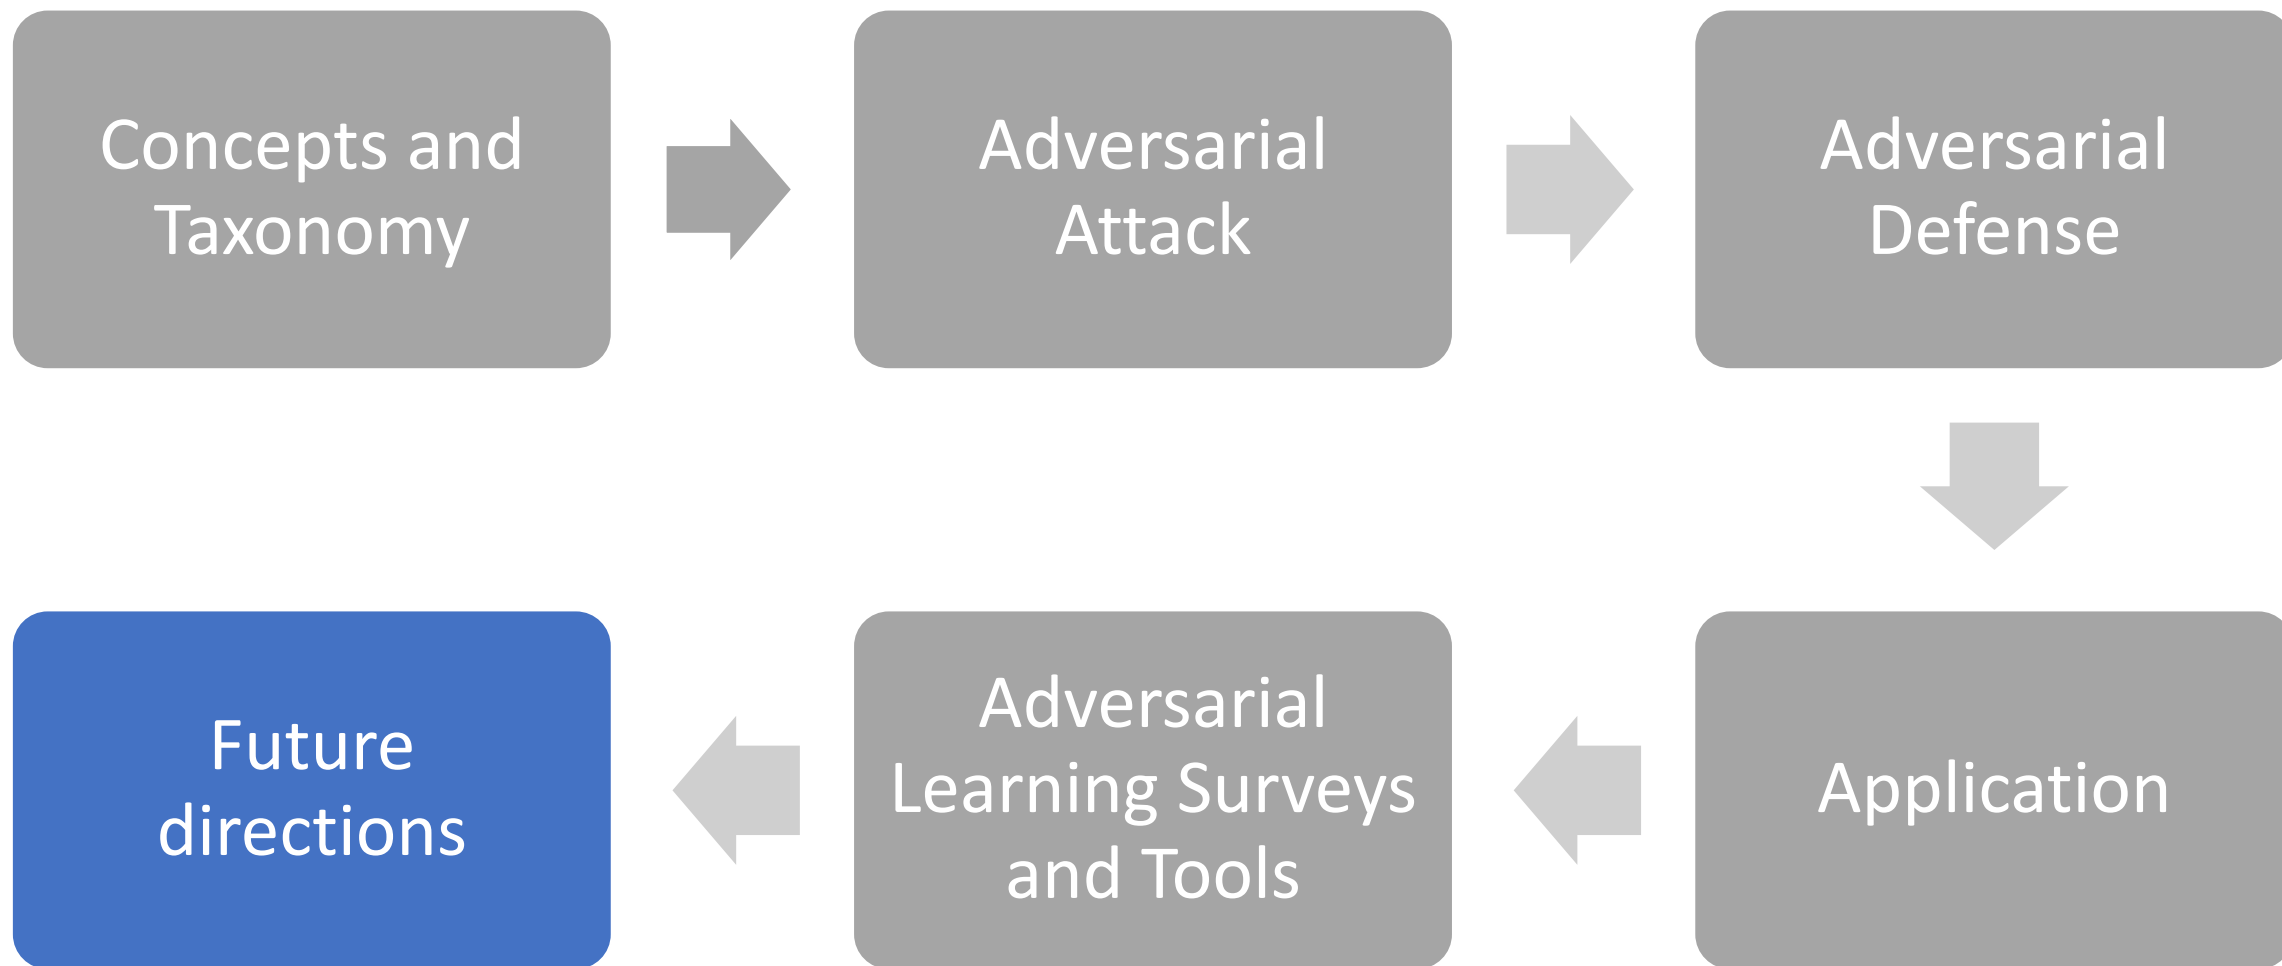 Concepts and
Taxonomy
Adversarial
Attack
Adversarial
Defense
Application
Adversarial
Learning Surveys
and Tools
Future
directions